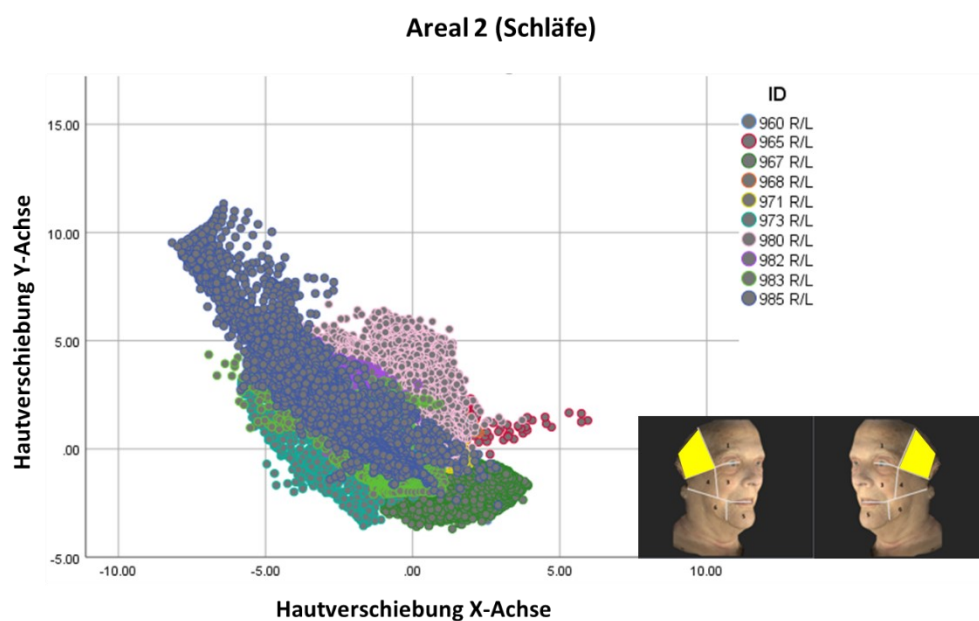 Areal 2 (Schläfe)
ID
960 R/L
965 R/L
967 R/L
968 R/L
971 R/L
973 R/L
980 R/L
982 R/L
983 R/L
985 R/L
Hautverschiebung Y-Achse
15.00
10.00
5.00
.00
-5.00
-10.00
-5.00
.00
5.00
10.00
Hautverschiebung X-Achse